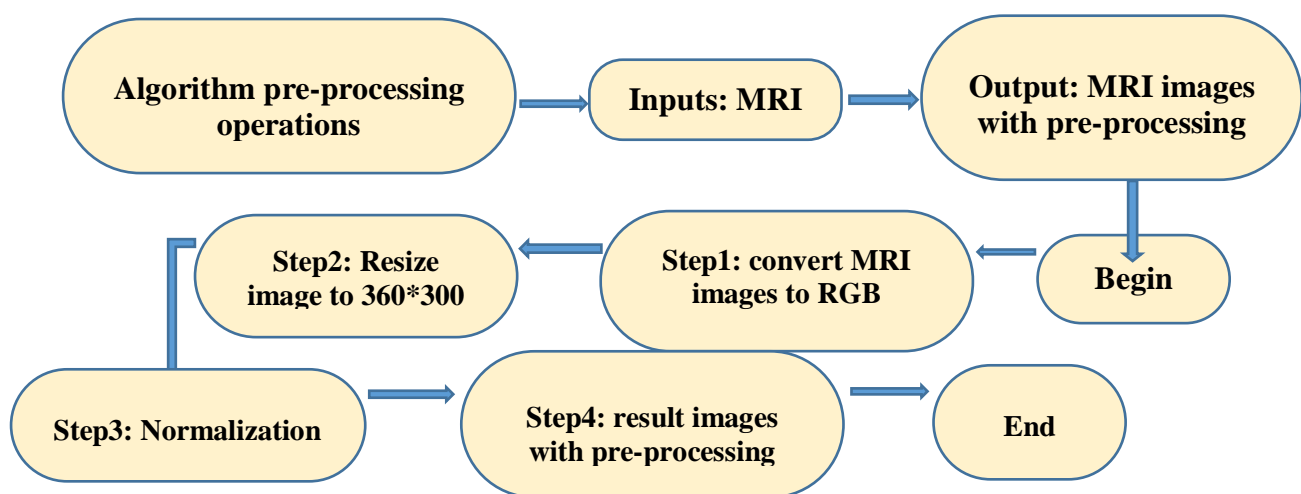 Algorithm pre-processing
operations
Inputs: MRI
Output: MRI images
with pre-processing
Begin
Step1: convert MRI
images to RGB
Step2: Resize
image to 360*300
Step3: Normalization
Step4: result images
with pre-processing
End